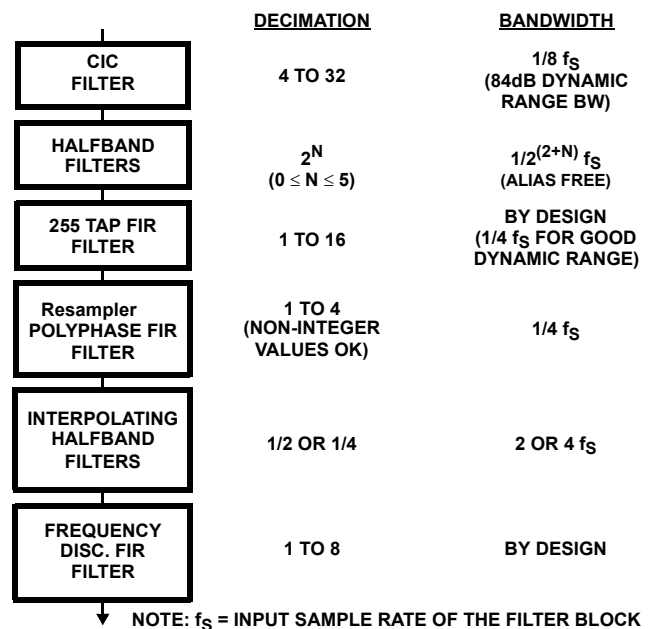 DECIMATION BANDWIDTH
CIC
FILTER
4 TO 32
1/8 fS
(84dB DYNAMIC
RANGE BW)
HALFBAND
FILTERS
2^N
(0 ≤ N ≤ 5)
1/2^(2+N) fS
(ALIAS FREE)
255 TAP FIR
FILTER
1 TO 16
BY DESIGN
(1/4 fS FOR GOOD
DYNAMIC RANGE)
Resampler
POLYPHASE FIR
FILTER
1 TO 4
(NON-INTEGER
VALUES OK)
1/4 fS
INTERPOLATING
HALFBAND
FILTERS
1/2 OR 1/4
2 OR 4 fS
FREQUENCY
DISC. FIR
FILTER
1 TO 8
BY DESIGN
NOTE: fS = INPUT SAMPLE RATE OF THE FILTER BLOCK